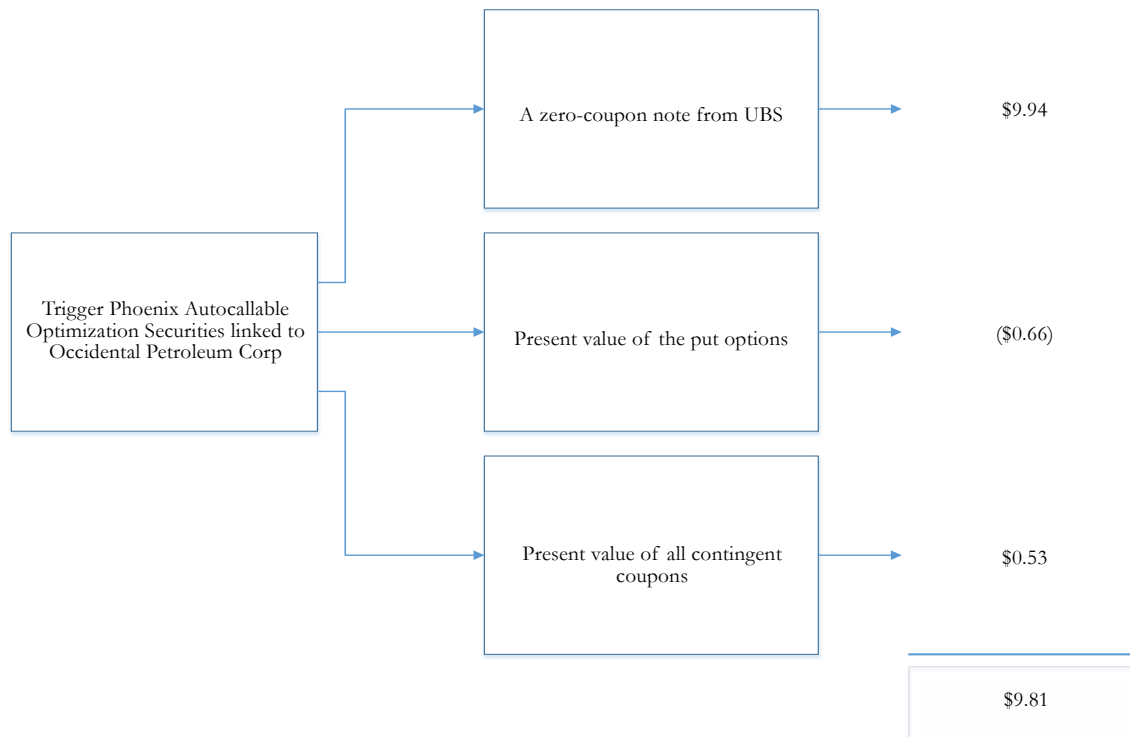 A zero-coupon note from UBS
$9.94
Trigger Phoenix Autocallable
Optimization Securities linked to
Occidental Petroleum Corp
Present value of the put options
($0.66)
Present value of all contingent
coupons
$0.53
$9.81